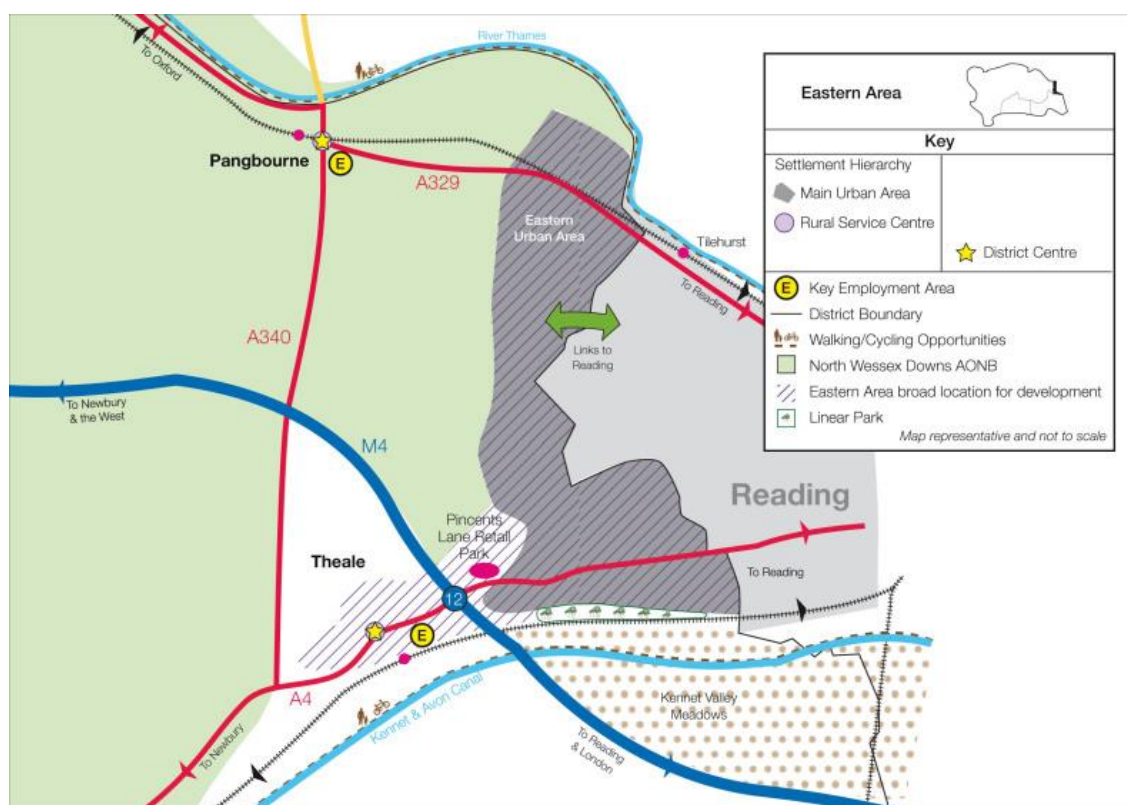 River Thames
To Oxford
Pangbourne
E
A329
Eastern
Urban Area
Tilehurst
To Reading
A340
Links to
Reading
To Newbury
& the West
M4
Reading
Pincents
Lane Retail
Park
Theale
12
To Reading
E
A4
Kennet & Avon Canal
Kennet Valley
Meadows
To Newbury
To Reading
& London
Eastern Area
Key
Settlement Hierarchy
Main Urban Area
Rural Service Centre
District Centre
E Key Employment Area
District Boundary
Walking/Cycling Opportunities
North Wessex Downs AONB
Eastern Area broad location for development
Linear Park
Map representative and not to scale